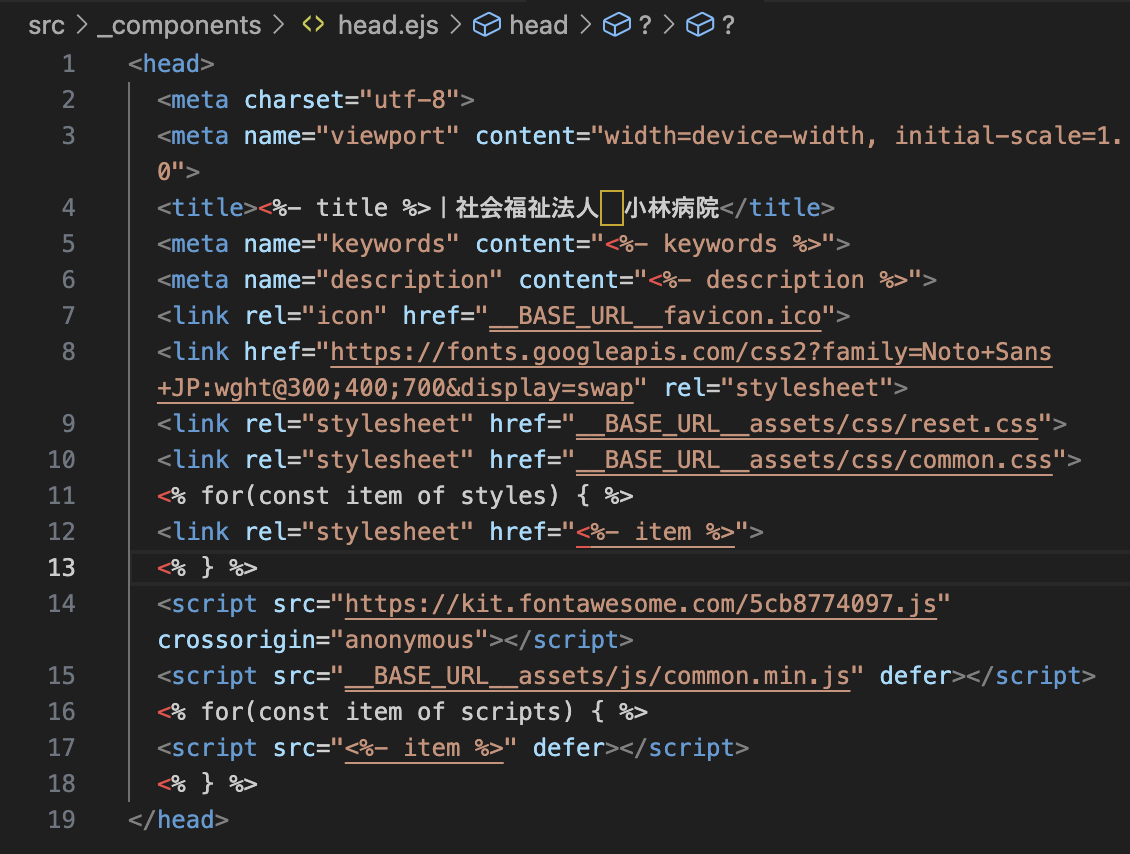 src > _components > <> head.ejs > head > ? > ?
1 <head>
2 <meta charset="utf-8">
3 <meta name="viewport" content="width=device-width, initial-scale=1.
0">
4 <title><%- title %>｜社会福祉法人　小林病院</title>
5 <meta name="keywords" content="<%- keywords %>">
6 <meta name="description" content="<%- description %>">
7 <link rel="icon" href="__BASE_URL__favicon.ico">
8 <link href="https://fonts.googleapis.com/css2?family=Noto+Sans
+JP:wght@300;400;700&display=swap" rel="stylesheet">
9 <link rel="stylesheet" href="__BASE_URL__assets/css/reset.css">
10 <link rel="stylesheet" href="__BASE_URL__assets/css/common.css">
11 <% for(const item of styles) { %>
12 <link rel="stylesheet" href="<%- item %>">
13 <% } %>
14 <script src="https://kit.fontawesome.com/5cb8774097.js"
crossorigin="anonymous"></script>
15 <script src="__BASE_URL__assets/js/common.min.js" defer></script>
16 <% for(const item of scripts) { %>
17 <script src="<%- item %>" defer></script>
18 <% } %>
19 </head>